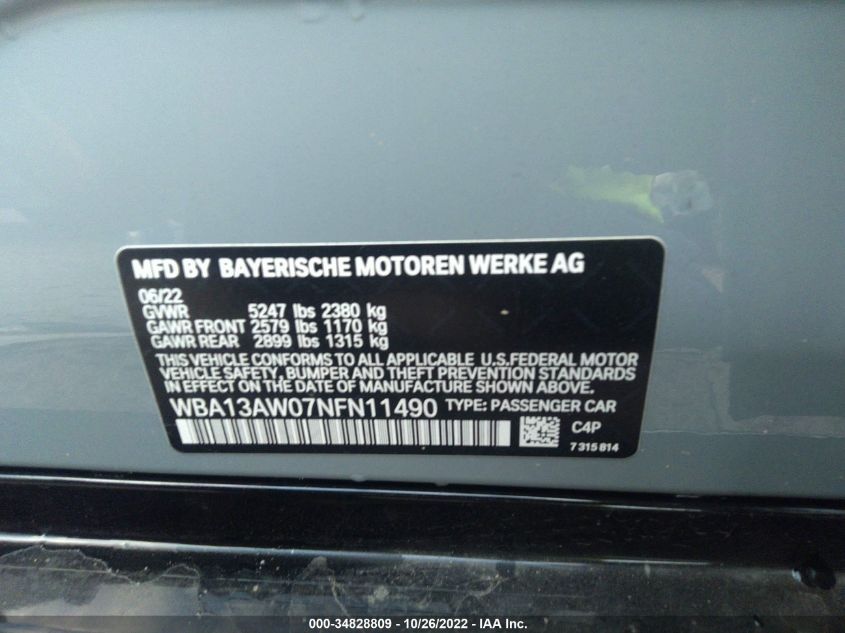 MFD BY BAYERISCHE MOTOREN WERKE AG
06/22
GVWR 5247 lbs 2380 kg
GAWR FRONT 2579 lbs 1170 kg
GAWR REAR 2899 lbs 1315 kg
THIS VEHICLE CONFORMS TO ALL APPLICABLE U.S.FEDERAL MOTOR
VEHICLE SAFETY, BUMPER AND THEFT PREVENTION STANDARDS
IN EFFECT ON THE DATE OF MANUFACTURE SHOWN ABOVE.
WBA13AW07NFN11490 TYPE: PASSENGER CAR
C4P
7 315 814
000-34828809 - 10/26/2022 - IAA Inc.